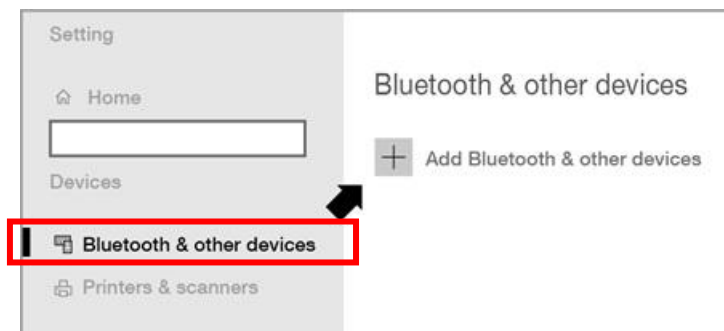 Setting
Home
Devices
Bluetooth & other devices
Printers & scanners
Bluetooth & other devices
Add Bluetooth & other devices